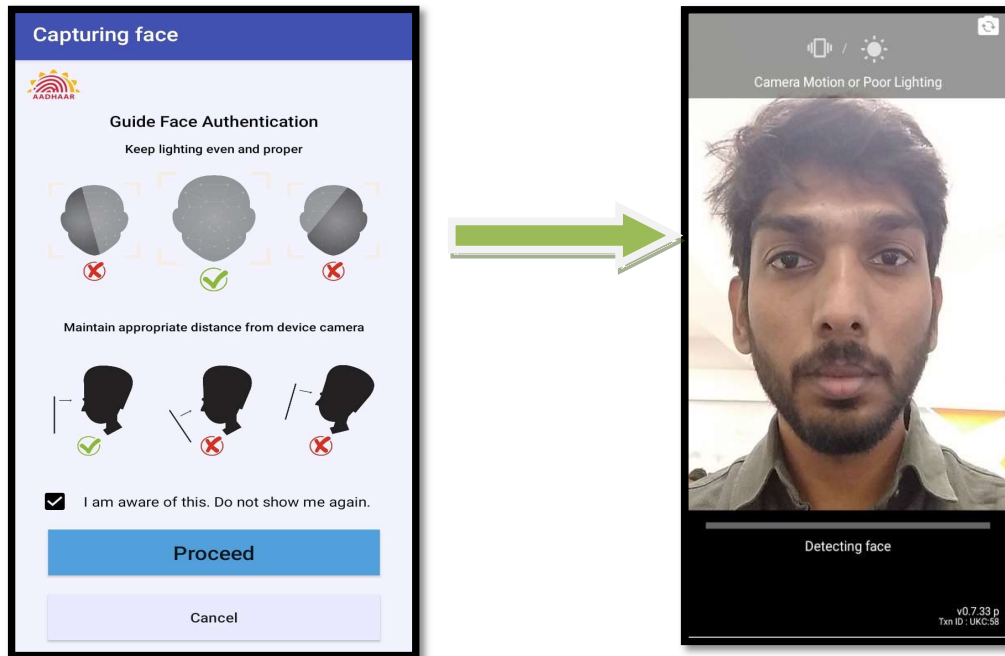 Capturing face
AADHAAR
Guide Face Authentication
Keep lighting even and proper
Maintain appropriate distance from device camera
I am aware of this. Do not show me again.
Proceed
Cancel
/
Camera Motion or Poor Lighting
Detecting face
v0.7.33 p
Txn ID : UKC:58